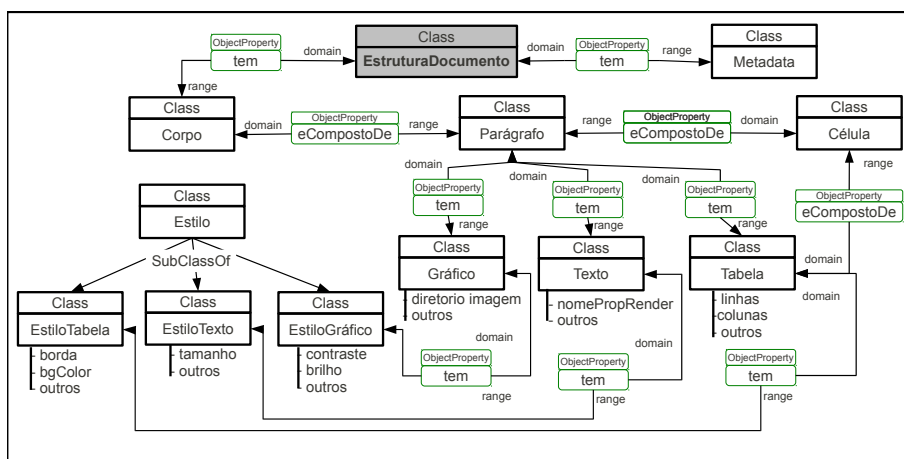 Class
EstruturaDocumento
ObjectProperty
tem
domain
range
domain
ObjectProperty
tem
range
Class
Metadata
Class
Corpo
domain
ObjectProperty
eCompostoDe
range
Class
Parágrafo
range
ObjectProperty
eCompostoDe
domain
Class
Célula
range
ObjectProperty
eCompostoDe
domain
domain
ObjectProperty
tem
range
domain
ObjectProperty
tem
range
domain
ObjectProperty
tem
range
Class
Estilo
SubClassOf
Class
Gráfico
- diretorio imagem
- outros
Class
Texto
- nomePropRender
- outros
Class
Tabela
- linhas
-colunas
- outros
Class
EstiloTabela
- borda
- bgColor
- outros
Class
EstiloTexto
- tamanho
- outros
Class
EstiloGráfico
- contraste
- brilho
- outros
domain
ObjectProperty
tem
range
domain
ObjectProperty
tem
range
domain
ObjectProperty
tem
range